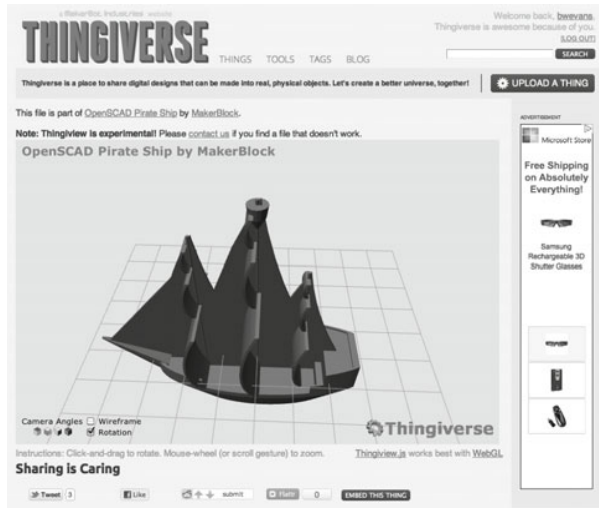 a MakerBot Industries website
THINGIVERSE
THINGS TOOLS TAGS BLOG
Welcome back, bwevans.
Thingiverse is awesome because of you.
[LOG OUT]
SEARCH
Thingiverse is a place to share digital designs that can be made into real, physical objects. Let's create a better universe, together!
UPLOAD A THING
This file is part of OpenSCAD Pirate Ship by MakerBlock.
Note: Thingiview is experimental! Please contact us if you find a file that doesn't work.
OpenSCAD Pirate Ship by MakerBlock
Camera Angles Wireframe
Rotation
Thingiverse
Instructions: Click-and-drag to rotate. Mouse-wheel (or scroll gesture) to zoom.
Thingiview.js works best with WebGL
Sharing is Caring
Tweet 3
Like
submit
Flattr 0
EMBED THIS THING
ADVERTISEMENT
Microsoft Store
Free Shipping
on Absolutely
Everything!
Samsung
Rechargeable 3D
Shutter Glasses